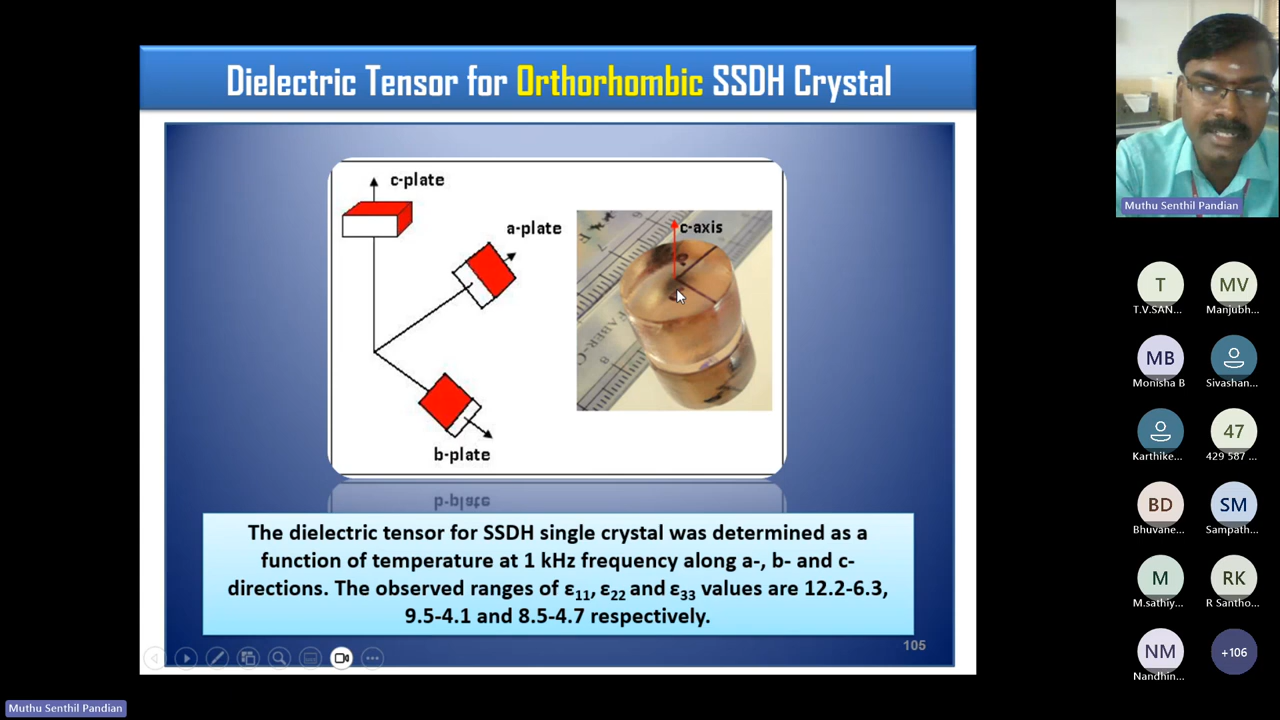 Dielectric Tensor for Orthorhombic SSDH Crystal
c-plate
a-plate
c-axis
b-plate
b-plate
The dielectric tensor for SSDH single crystal was determined as a
function of temperature at 1 kHz frequency along a-, b- and c-
directions. The observed ranges of ε₁₁, ε₂₂ and ε₃₃ values are 12.2-6.3,
9.5-4.1 and 8.5-4.7 respectively.
105
Muthu Senthil Pandian
T
MV
T.V.SAN...
Manjubh...
MB
Monisha B
Sivashan...
47
Karthike...
429 587 ...
BD
SM
Bhuvane...
Sampath...
M
RK
M.sathiy...
R Santho...
NM
+106
Nandhin...
Muthu Senthil Pandian